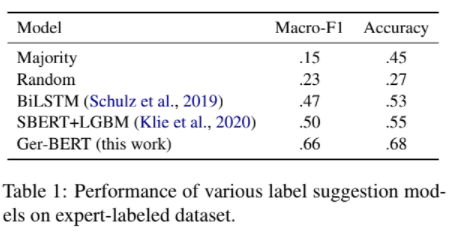 Model Macro-F1 Accuracy
Majority .15 .45
Random .23 .27
BiLSTM (Schulz et al., 2019) .47 .53
SBERT+LGBM (Klie et al., 2020) .50 .55
Ger-BERT (this work) .66 .68
Table 1: Performance of various label suggestion mod-
els on expert-labeled dataset.